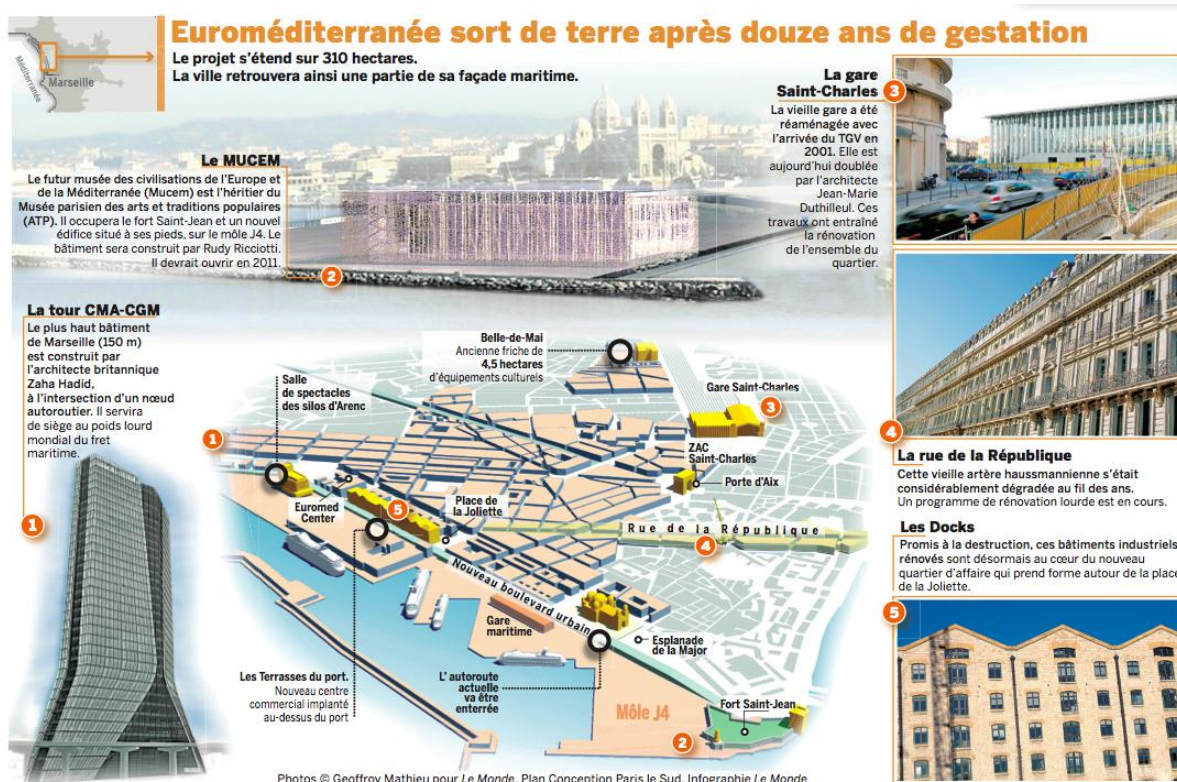 Euroméditerranée sort de terre après douze ans de gestation
Le projet s'étend sur 310 hectares.
La ville retrouvera ainsi une partie de sa façade maritime.
Méditerranée
Marseille
Le MUCEM
Le futur musée des civilisations de l'Europe et
de la Méditerranée (Mucem) est l'héritier du
Musée parisien des arts et traditions populaires
(ATP). Il occupera le fort Saint-Jean et un nouvel
édifice situé à ses pieds, sur le môle J4. Le
bâtiment sera construit par Rudy Ricciotti.
Il devrait ouvrir en 2011.
2
La gare
Saint-Charles
3
La vieille gare a été
réaménagée avec
l'arrivée du TGV en
2001. Elle est
aujourd'hui doublée
par l'architecte
Jean-Marie
Duthilleul. Ces
travaux ont entraîné
la rénovation
de l'ensemble du
quartier.
La tour CMA-CGM
Le plus haut bâtiment
de Marseille (150 m)
est construit par
l'architecte britannique
Zaha Hadid,
à l'intersection d'un nœud
autoroutier. Il servira
de siège au poids lourd
mondial du fret
maritime.
1
Belle-de-Mai
Ancienne friche de
4,5 hectares
d'équipements culturels
Salle
de spectacles
des silos d'Arenc
Gare Saint-Charles
3
1
ZAC
Saint-Charles
Porte d'Aix
Euromed
Center
5
Place de
la Joliette
Rue de la République
4
Nouveau boulevard urbain
Gare
maritime
Esplanade
de la Major
Les Terrasses du port.
Nouveau centre
commercial implanté
au-dessus du port
L'autoroute
actuelle
va être
enterrée
Môle J4
Fort Saint-Jean
2
4
La rue de la République
Cette vieille artère haussmannienne s'était
considérablement dégradée au fil des ans.
Un programme de rénovation lourde est en cours.
Les Docks
Promis à la destruction, ces bâtiments industriels
rénovés sont désormais au cœur du nouveau
quartier d'affaire qui prend forme autour de la place
de la Joliette.
5
Photos © Geoffroy Mathieu pour Le Monde. Plan Conception Paris le Sud. Infographie Le Monde